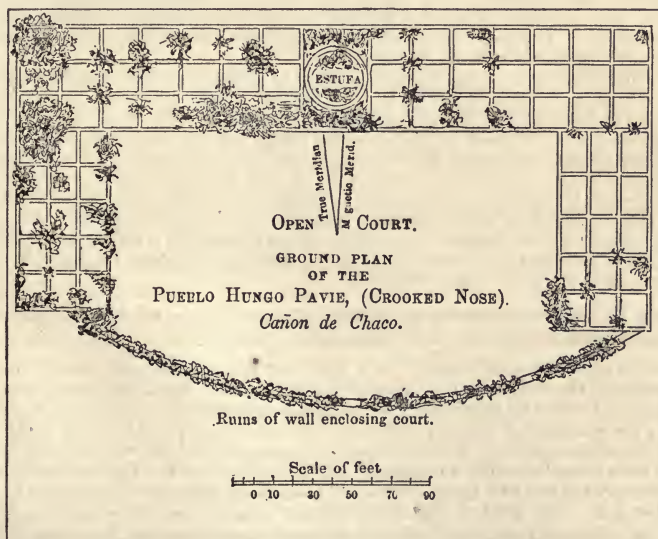 ESTUFA
True Meridian
M gnetic Merid.
OPEN COURT.
GROUND PLAN
OF THE
PUEBLO HUNGO PAVIE, (CROOKED NOSE).
Cañon de Chaco.
Ruins of wall enclosing court.
Scale of feet
0 10 30 50 70 90